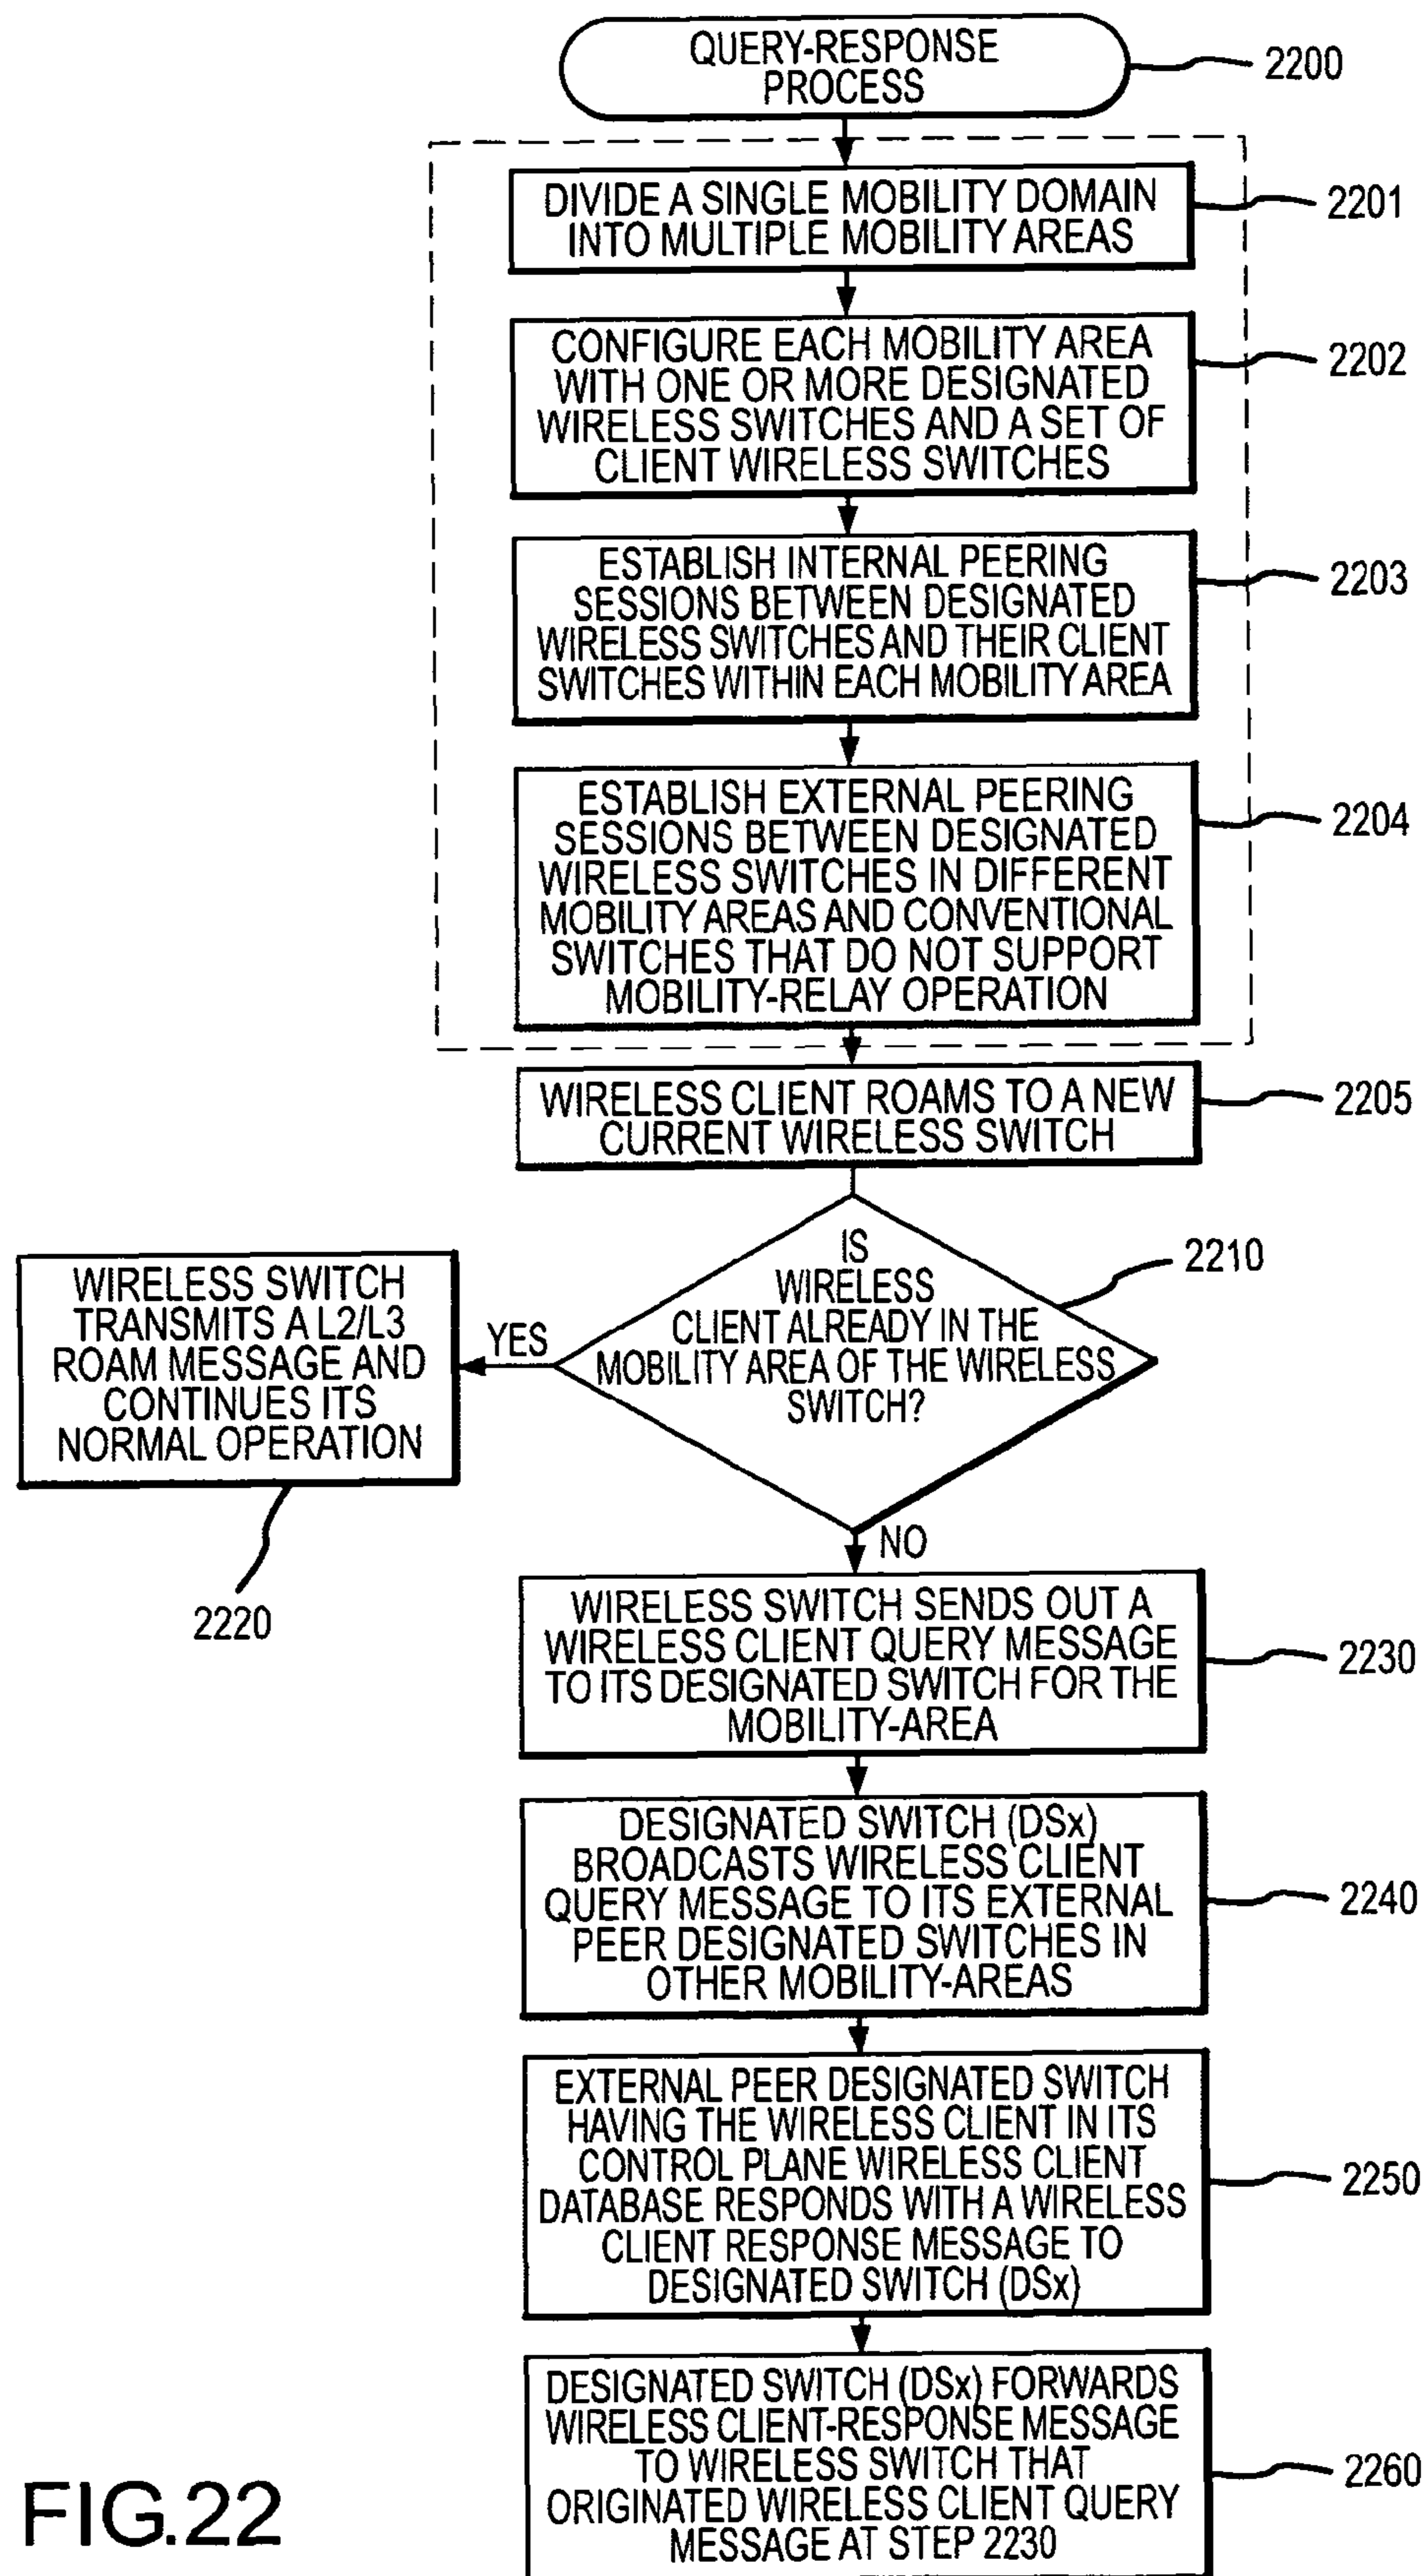 QUERY-RESPONSE
PROCESS
2200
DIVIDE A SINGLE MOBILITY DOMAIN
INTO MULTIPLE MOBILITY AREAS
2201
CONFIGURE EACH MOBILITY AREA
WITH ONE OR MORE DESIGNATED
WIRELESS SWITCHES AND A SET OF
CLIENT WIRELESS SWITCHES
2202
ESTABLISH INTERNAL PEERING
SESSIONS BETWEEN DESIGNATED
WIRELESS SWITCHES AND THEIR CLIENT
SWITCHES WITHIN EACH MOBILITY AREA
2203
ESTABLISH EXTERNAL PEERING
SESSIONS BETWEEN DESIGNATED
WIRELESS SWITCHES IN DIFFERENT
MOBILITY AREAS AND CONVENTIONAL
SWITCHES THAT DO NOT SUPPORT
MOBILITY-RELAY OPERATION
2204
WIRELESS CLIENT ROAMS TO A NEW
CURRENT WIRELESS SWITCH
2205
IS
WIRELESS
CLIENT ALREADY IN THE
MOBILITY AREA OF THE WIRELESS
SWITCH?
2210
YES
WIRELESS SWITCH
TRANSMITS A L2/L3
ROAM MESSAGE AND
CONTINUES ITS
NORMAL OPERATION
2220
NO
WIRELESS SWITCH SENDS OUT A
WIRELESS CLIENT QUERY MESSAGE
TO ITS DESIGNATED SWITCH FOR THE
MOBILITY-AREA
2230
DESIGNATED SWITCH (DSx)
BROADCASTS WIRELESS CLIENT
QUERY MESSAGE TO ITS EXTERNAL
PEER DESIGNATED SWITCHES IN
OTHER MOBILITY-AREAS
2240
EXTERNAL PEER DESIGNATED SWITCH
HAVING THE WIRELESS CLIENT IN ITS
CONTROL PLANE WIRELESS CLIENT
DATABASE RESPONDS WITH A WIRELESS
CLIENT RESPONSE MESSAGE TO
DESIGNATED SWITCH (DSx)
2250
DESIGNATED SWITCH (DSx) FORWARDS
WIRELESS CLIENT-RESPONSE MESSAGE
TO WIRELESS SWITCH THAT
ORIGINATED WIRELESS CLIENT QUERY
MESSAGE AT STEP 2230
2260
FIG.22